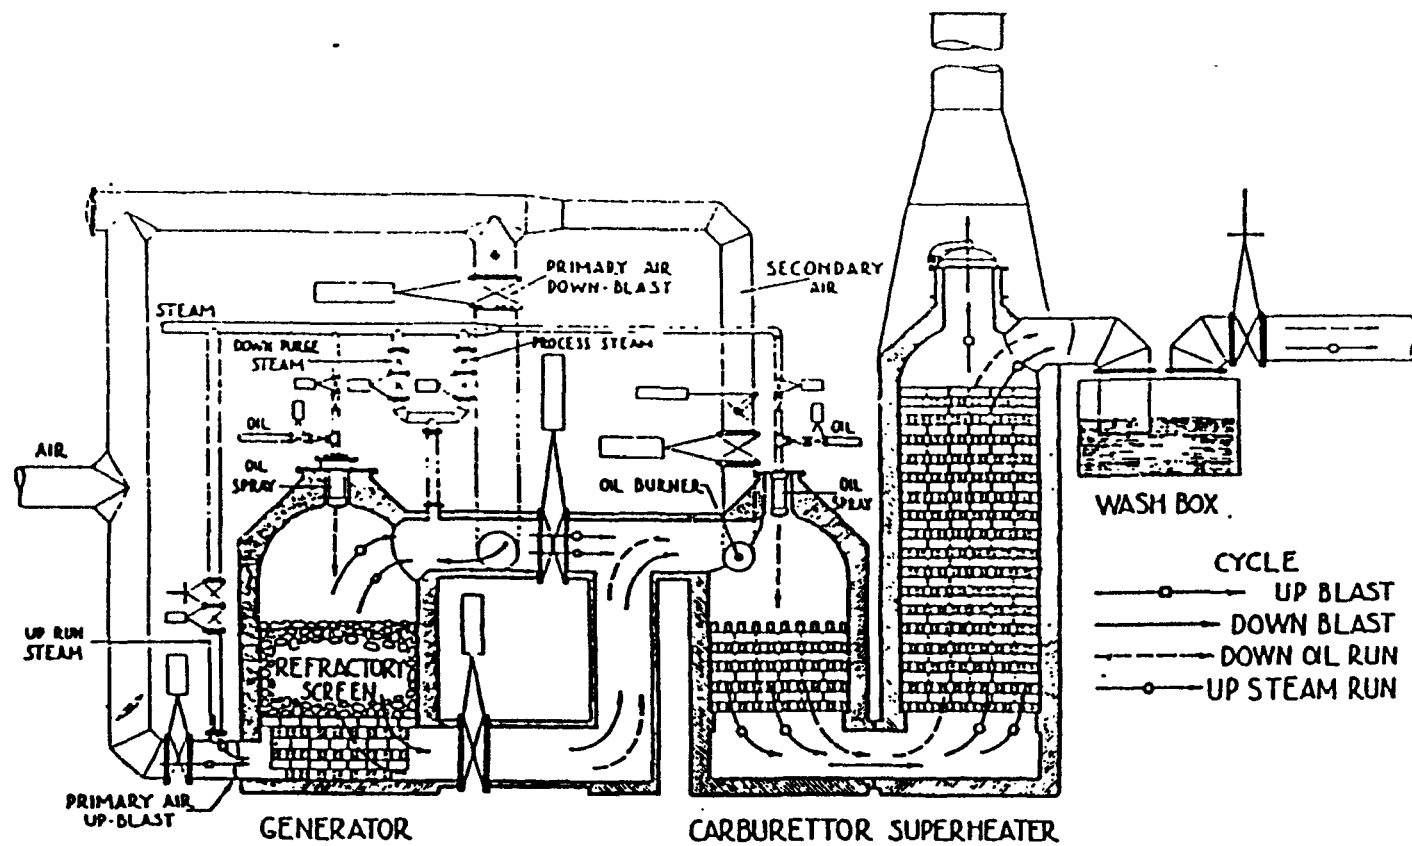 PRIMARY AIR
DOWN-BLAST
SECONDARY
AIR
STEAM
DOWN PURGE
STEAM
PROCESS STEAM
OIL
OIL
AIR
OIL
SPRAY
OIL BURNER
OIL
SPRAY
WASH BOX
CYCLE
UP BLAST
DOWN BLAST
DOWN OIL RUN
UP STEAM RUN
UP RUN
STEAM
REFRACTORY
SCREEN
PRIMARY AIR
UP-BLAST
GENERATOR
CARBURETTOR SUPERHEATER